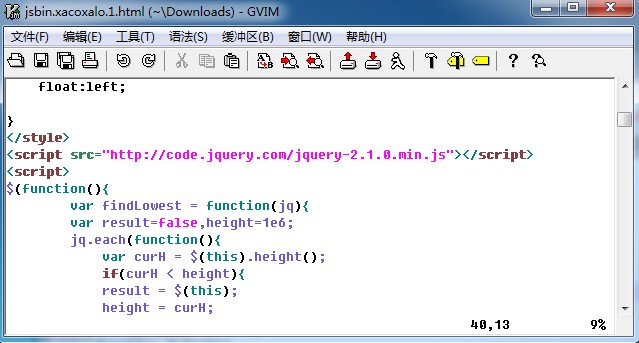 jsbin.xacoxalo.1.html (~\Downloads) - GVIM
文件(F) 编辑(E) 工具(T) 语法(S) 缓冲区(B) 窗口(W) 帮助(H)
float:left;
}
</style>
<script src="http://code.jquery.com/jquery-2.1.0.min.js"></script>
<script>
$(function(){
var findLowest = function(jq){
var result=false,height=1e6;
jq.each(function(){
var curH = $(this).height();
if(curH < height){
result = $(this);
height = curH;
40,13 9%